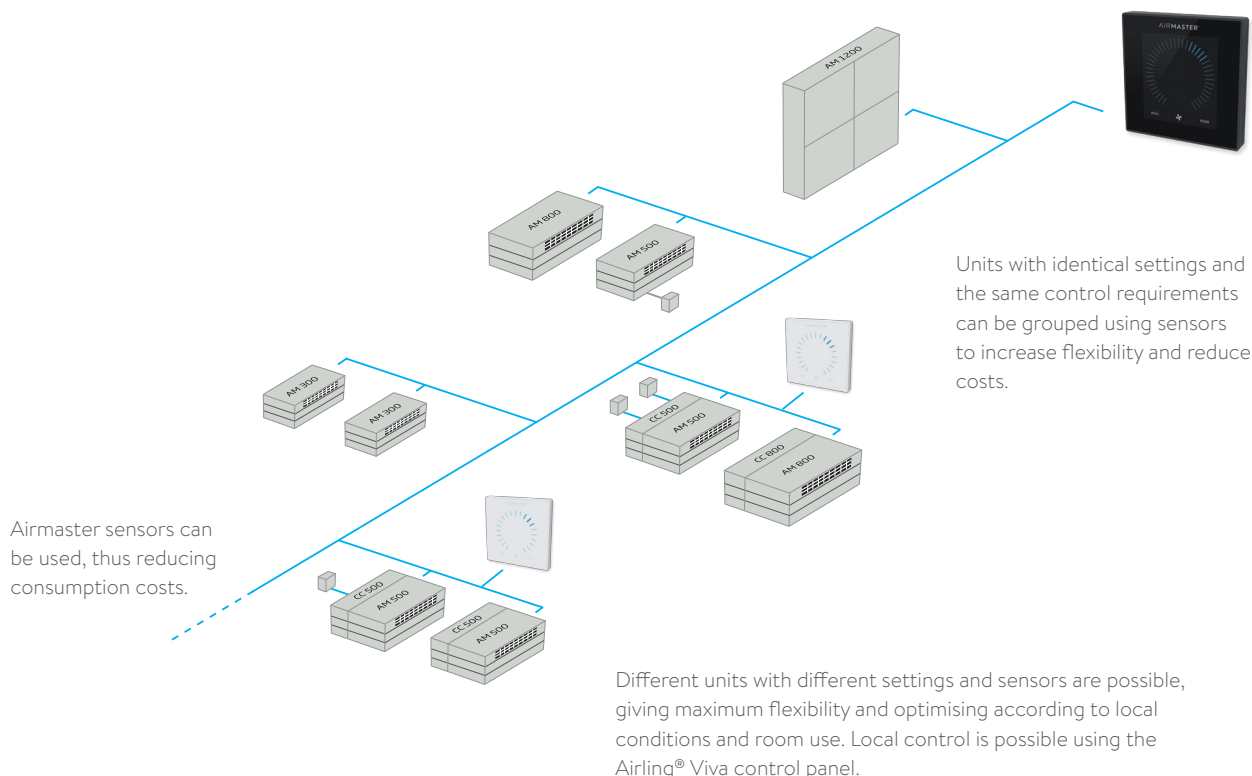 AIRMASTER
AM 1200
AM 800
AM 500
Units with identical settings and
the same control requirements
can be grouped using sensors
to increase flexibility and reduce
costs.
AM 300
AM 300
CC 500
AM 500
CC 800
AM 800
Airmaster sensors can
be used, thus reducing
consumption costs.
CC 500
AM 500
CC 500
AM 500
Different units with different settings and sensors are possible,
giving maximum flexibility and optimising according to local
conditions and room use. Local control is possible using the
Airling® Viva control panel.